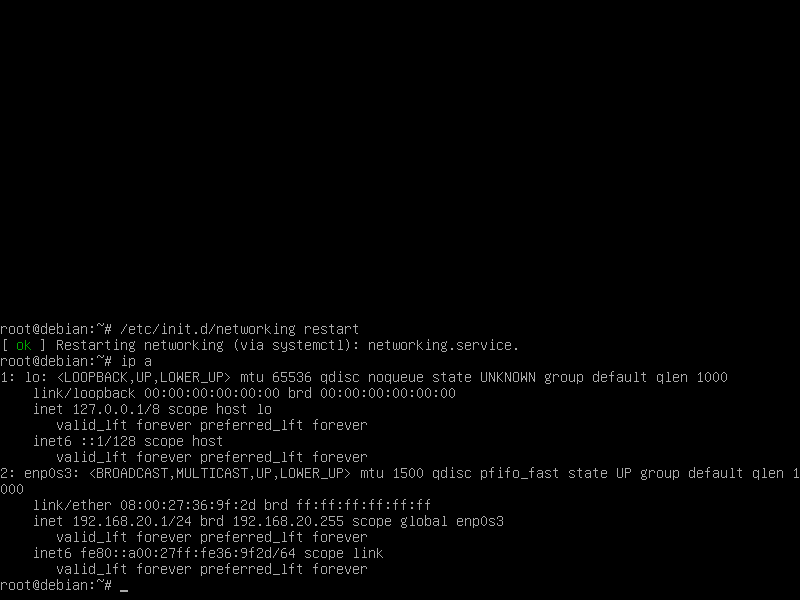 root@debian:~# /etc/init.d/networking restart
[ ok ] Restarting networking (via systemctl): networking.service.
root@debian:~# ip a
1: lo: <LOOPBACK,UP,LOWER_UP> mtu 65536 qdisc noqueue state UNKNOWN group default qlen 1000
    link/loopback 00:00:00:00:00:00 brd 00:00:00:00:00:00
    inet 127.0.0.1/8 scope host lo
       valid_lft forever preferred_lft forever
    inet6 ::1/128 scope host
       valid_lft forever preferred_lft forever
2: enp0s3: <BROADCAST,MULTICAST,UP,LOWER_UP> mtu 1500 qdisc pfifo_fast state UP group default qlen 1
000
    link/ether 08:00:27:36:9f:2d brd ff:ff:ff:ff:ff:ff
    inet 192.168.20.1/24 brd 192.168.20.255 scope global enp0s3
       valid_lft forever preferred_lft forever
    inet6 fe80::a00:27ff:fe36:9f2d/64 scope link
       valid_lft forever preferred_lft forever
root@debian:~# _